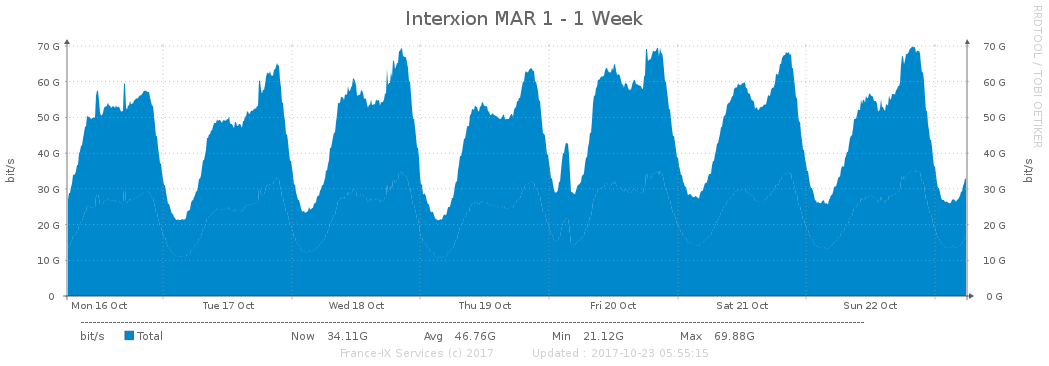 Interxion MAR 1 - 1 Week
RRDTOOL / TOBI OETIKER
70 G 70 G
60 G 60 G
50 G 50 G
40 G 40 G
30 G 30 G
20 G 20 G
10 G 10 G
0 0 G
bit/s bit/s
Mon 16 Oct Tue 17 Oct Wed 18 Oct Thu 19 Oct Fri 20 Oct Sat 21 Oct Sun 22 Oct
bit/s Total Now 34.11G Avg 46.76G Min 21.12G Max 69.88G
France-IX Services (c) 2017 Updated : 2017-10-23 05:55:15